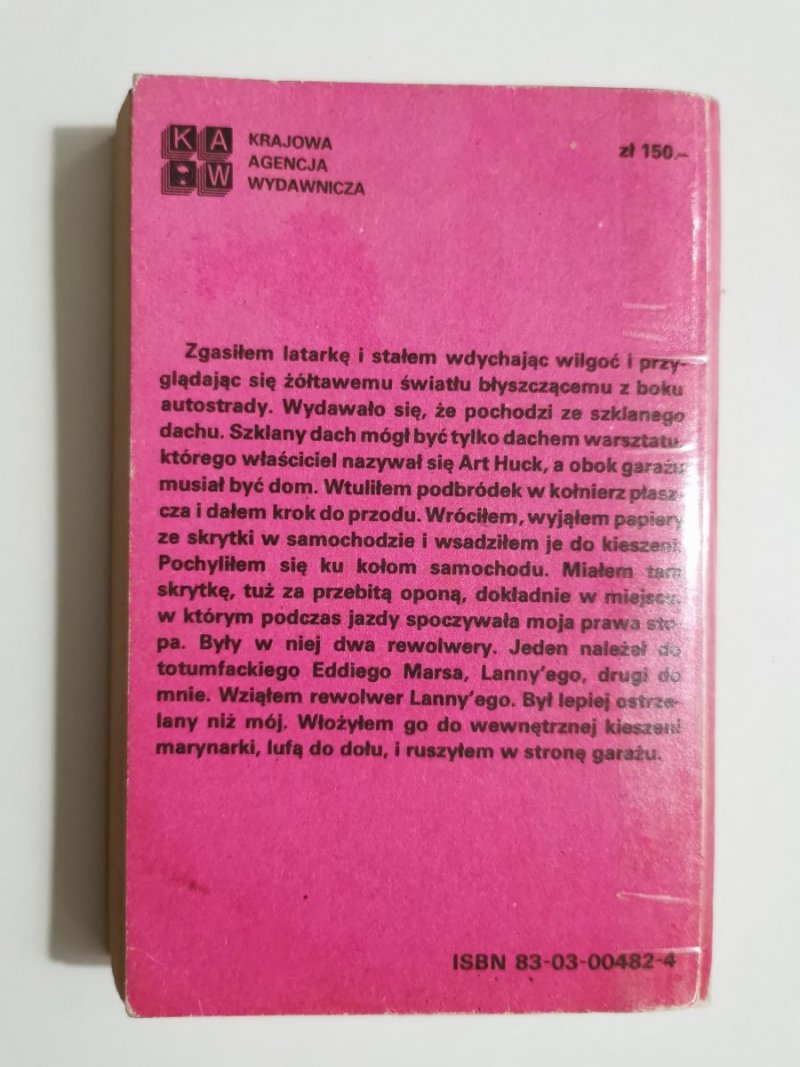 KA
W
KRAJOWA
AGENCJA
WYDAWNICZA
zł 150,—
Zgasiłem latarkę i stałem wdychając wilgoć i przy-
glądając się żółtawemu światłu błyszczącemu z boku
autostrady. Wydawało się, że pochodzi ze szklanego
dachu. Szklany dach mógł być tylko dachem warsztatu,
którego właściciel nazywał się Art Huck, a obok garażu
musiał być dom. Wtuliłem podbródek w kołnierz płasz-
cza i dałem krok do przodu. Wróciłem, wyjąłem papiery
ze skrytki w samochodzie i wsadziłem je do kieszeni.
Pochyliłem się ku kołom samochodu. Miałem tam
skrytkę, tuż za przebitą oponą, dokładnie w miejscu,
w którym podczas jazdy spoczywała moja prawa sto-
pa. Były w niej dwa rewolwery. Jeden należał do
totumfackiego Eddiego Marsa, Lanny'ego, drugi do
mnie. Wziąłem rewolwer Lanny'ego. Był lepiej ostrze-
lany niż mój. Włożyłem go do wewnętrznej kieszeni
marynarki, lufą do dołu, i ruszyłem w stronę garażu.
ISBN 83-03-00482-4